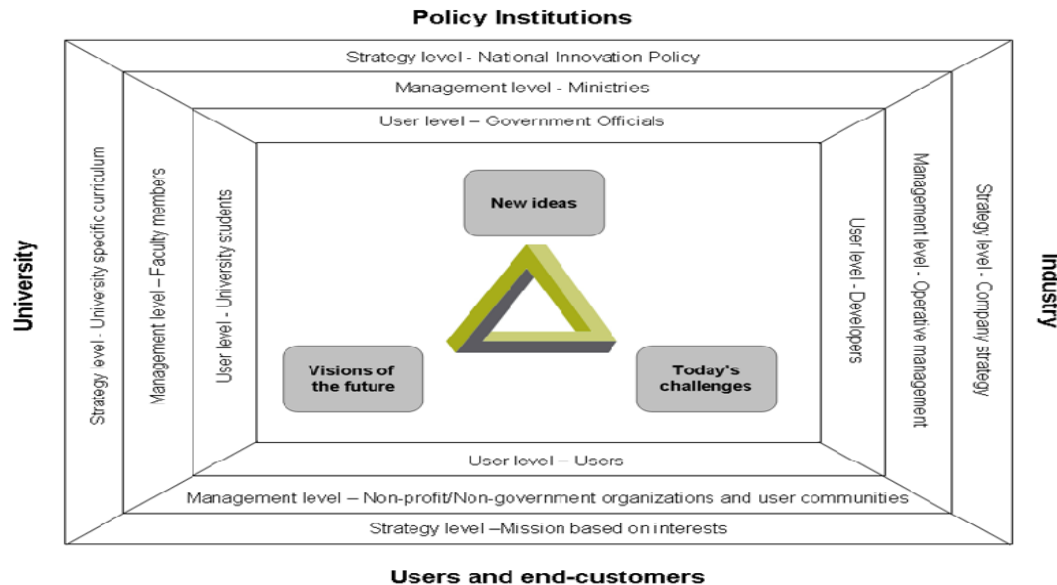 Policy Institutions
Strategy level - National Innovation Policy
Management level - Ministries
User level – Government Officials
University
Strategy level - University specific curriculum
Management level – Faculty members
User level - University students
New ideas
Visions of
the future
Today's
challenges
User level - Developers
Management level - Operative management
Strategy level - Company strategy
Industry
User level – Users
Management level – Non-profit/Non-government organizations and user communities
Strategy level –Mission based on interests
Users and end-customers